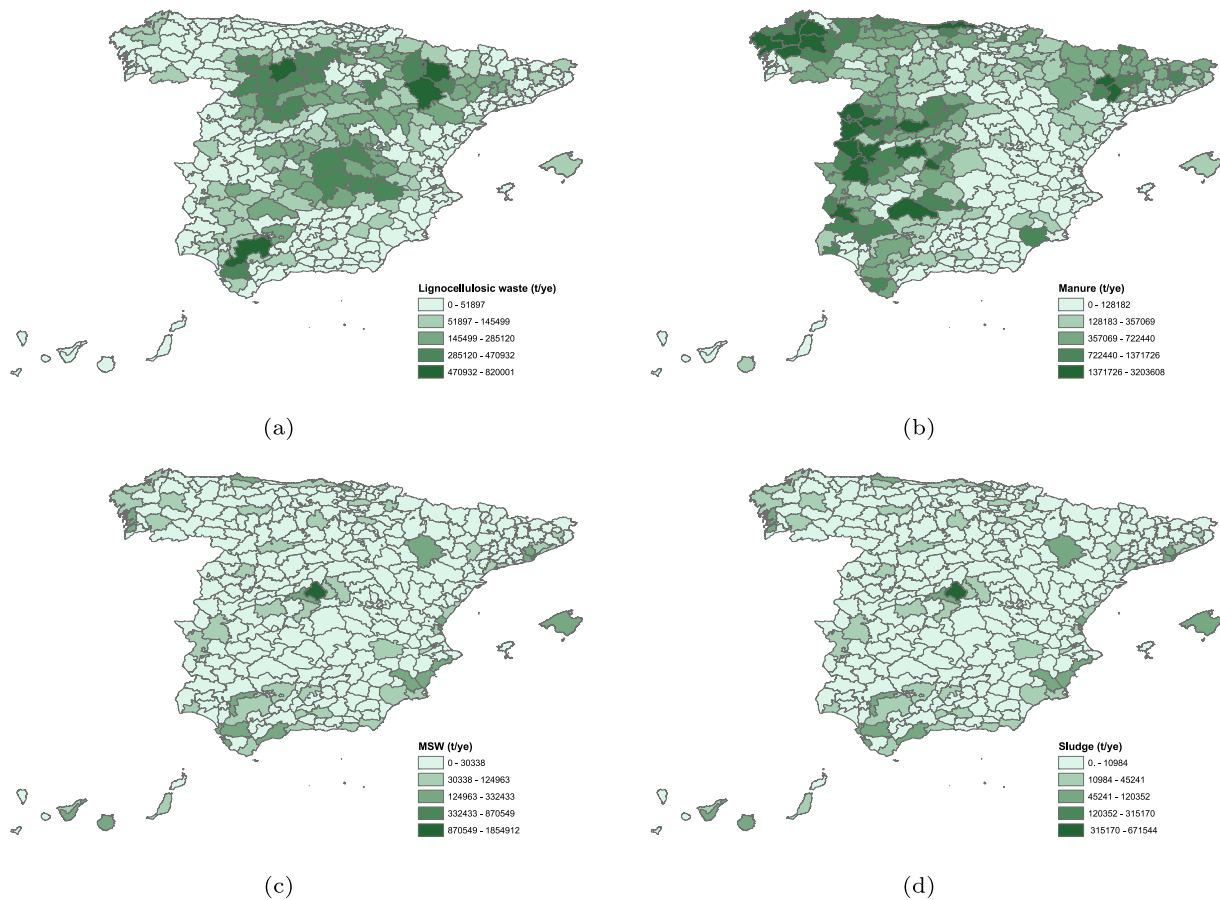 Lignocellulosic waste (t/ye)
0 - 51897
51897 - 145499
145499 - 285120
285120 - 470932
470932 - 820001
(a)
Manure (t/ye)
0 - 128182
128183 - 357069
357069 - 722440
722440 - 1371726
1371726 - 3203608
(b)
MSW (t/ye)
0 - 30338
30338 - 124963
124963 - 332433
332433 - 870549
870549 - 1854912
(c)
Sludge (t/ye)
0. - 10984
10984 - 45241
45241 - 120352
120352 - 315170
315170 - 671544
(d)